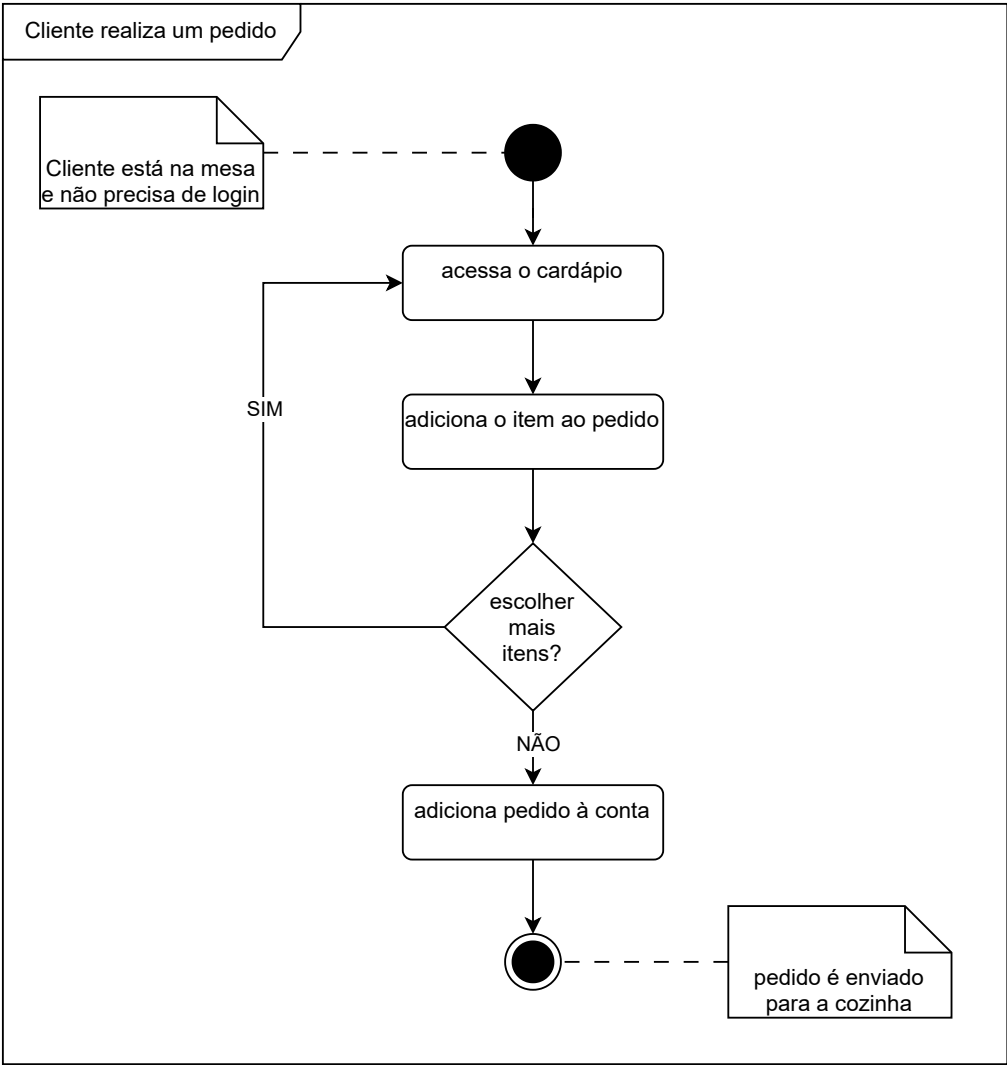 Cliente realiza um pedido
Cliente está na mesa
e não precisa de login
acessa o cardápio
adiciona o item ao pedido
SIM
escolher
mais
itens?
NÃO
adiciona pedido à conta
pedido é enviado
para a cozinha